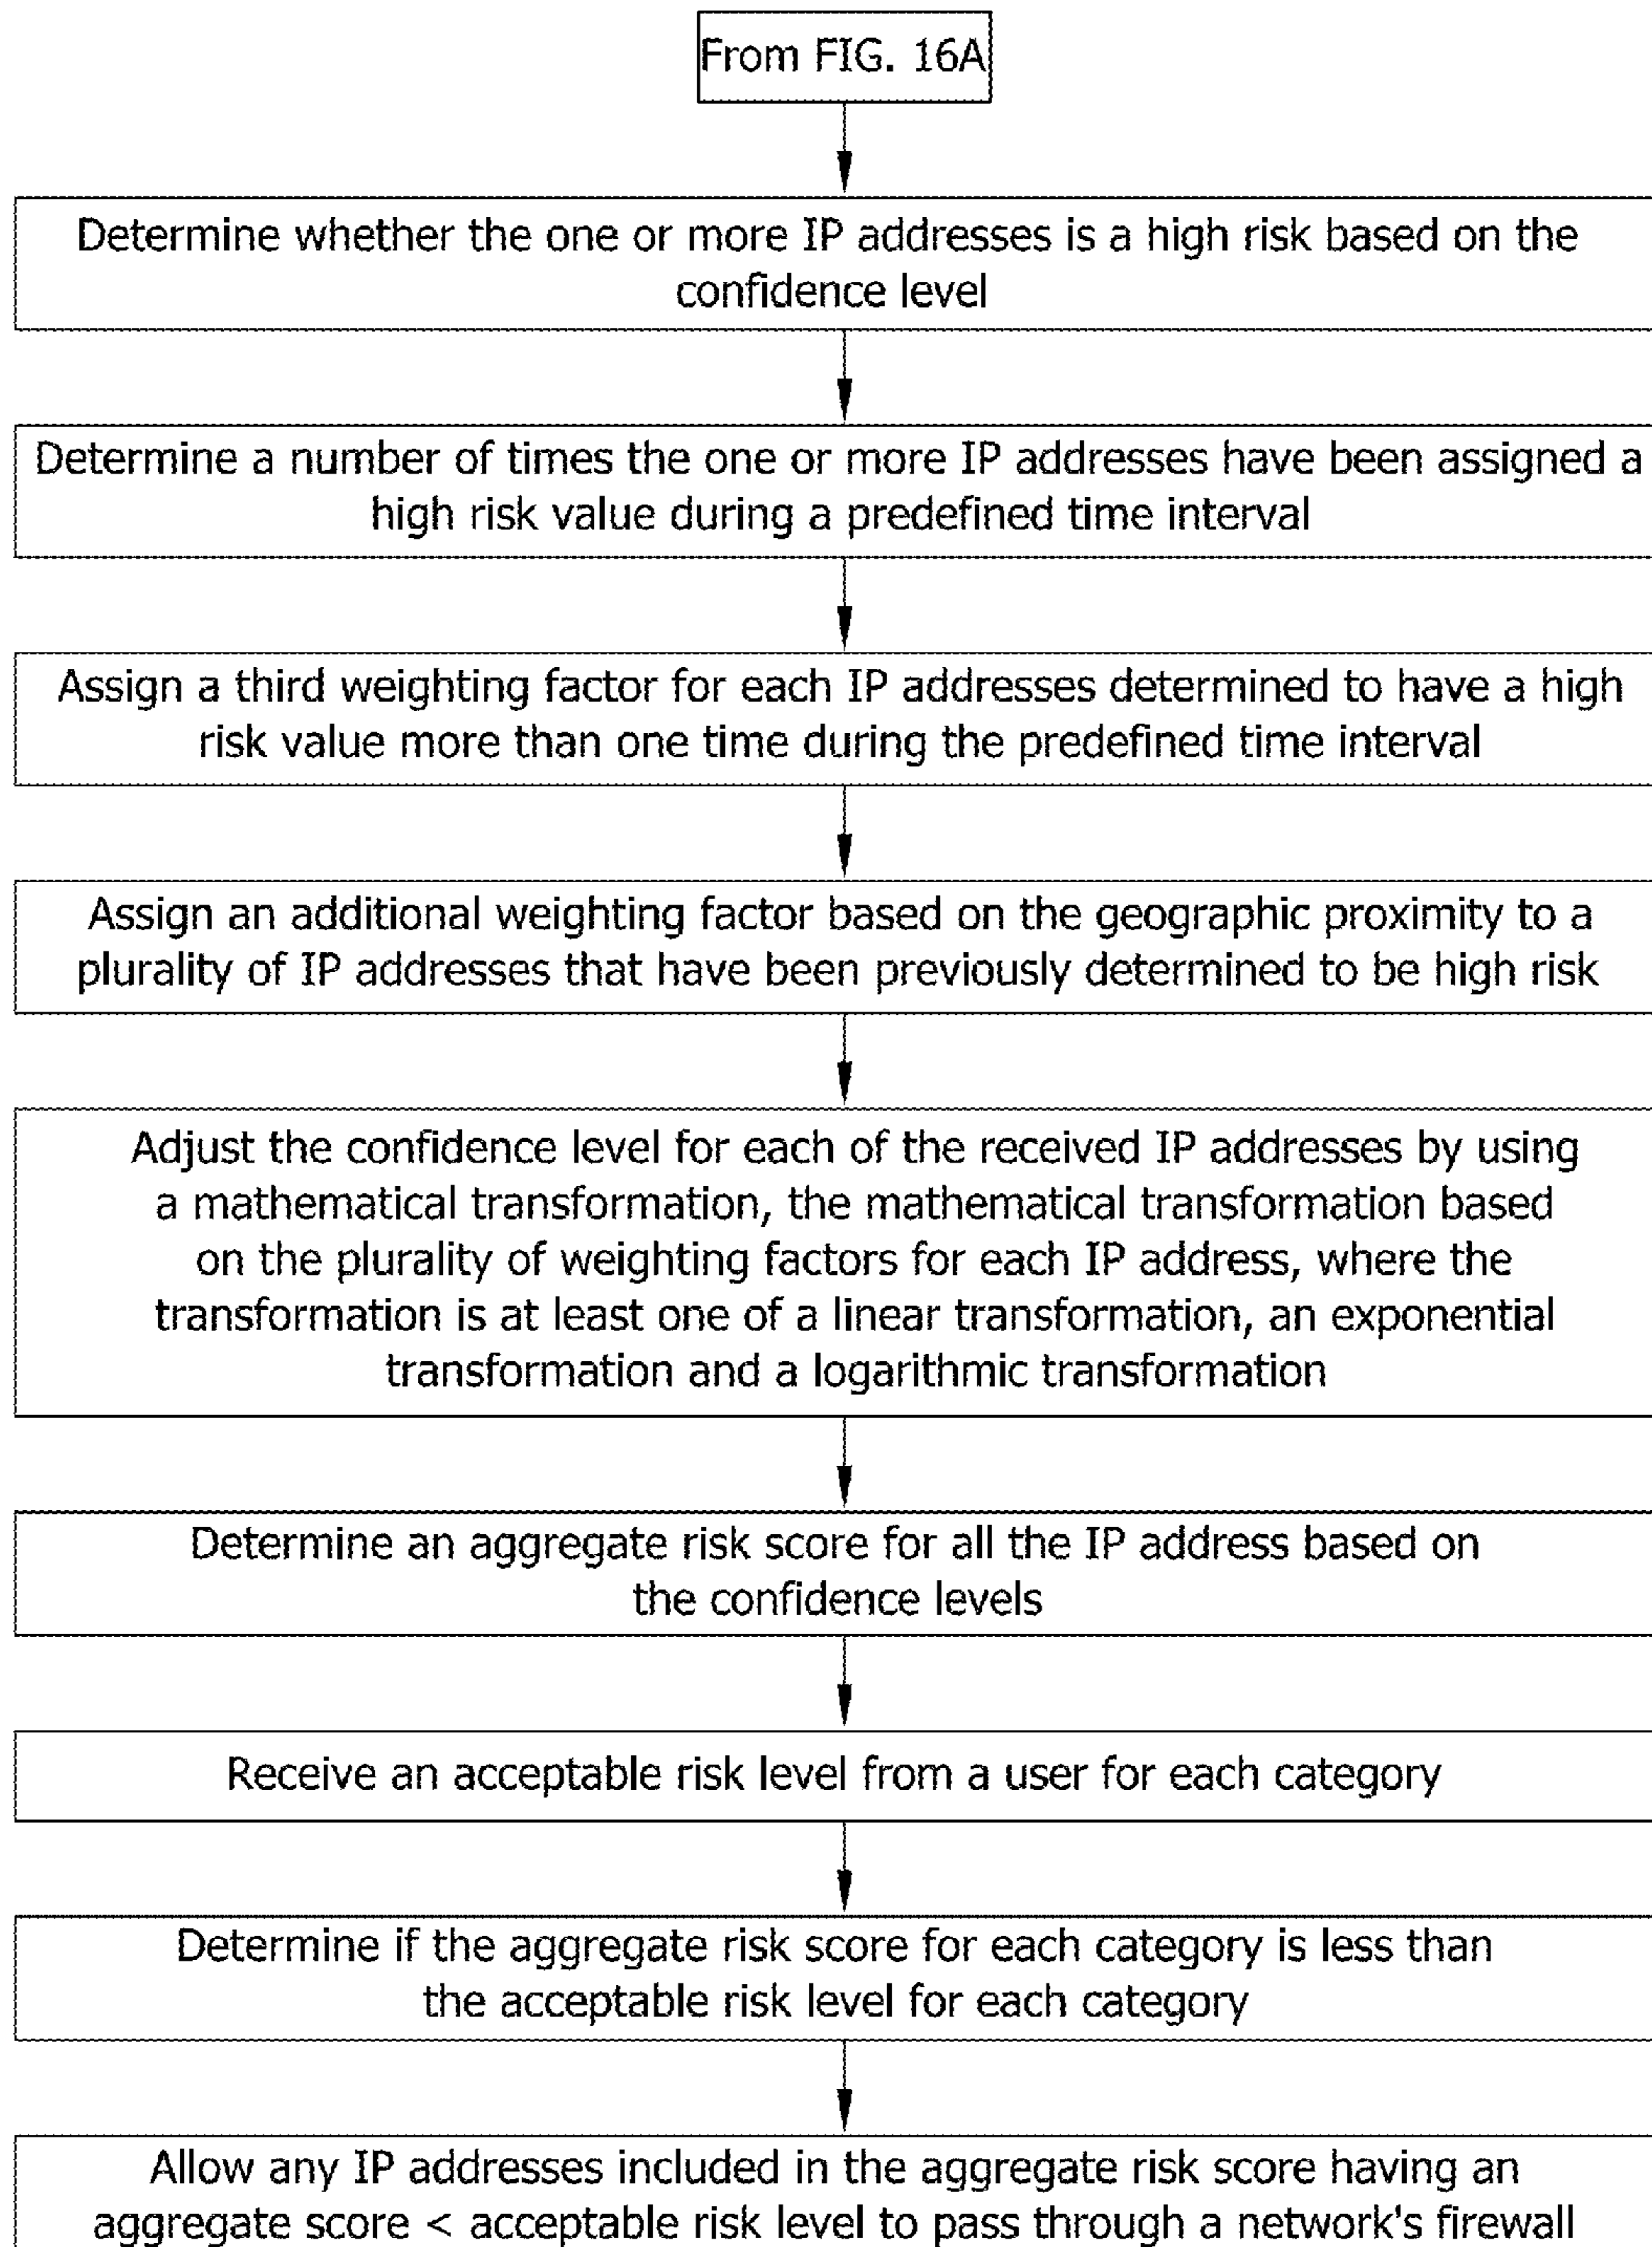 From FIG. 16A
Determine whether the one or more IP addresses is a high risk based on the
confidence level
Determine a number of times the one or more IP addresses have been assigned a
high risk value during a predefined time interval
Assign a third weighting factor for each IP addresses determined to have a high
risk value more than one time during the predefined time interval
Assign an additional weighting factor based on the geographic proximity to a
plurality of IP addresses that have been previously determined to be high risk
Adjust the confidence level for each of the received IP addresses by using
a mathematical transformation, the mathematical transformation based
on the plurality of weighting factors for each IP address, where the
transformation is at least one of a linear transformation, an exponential
transformation and a logarithmic transformation
Determine an aggregate risk score for all the IP address based on
the confidence levels
Receive an acceptable risk level from a user for each category
Determine if the aggregate risk score for each category is less than
the acceptable risk level for each category
Allow any IP addresses included in the aggregate risk score having an
aggregate score < acceptable risk level to pass through a network's firewall